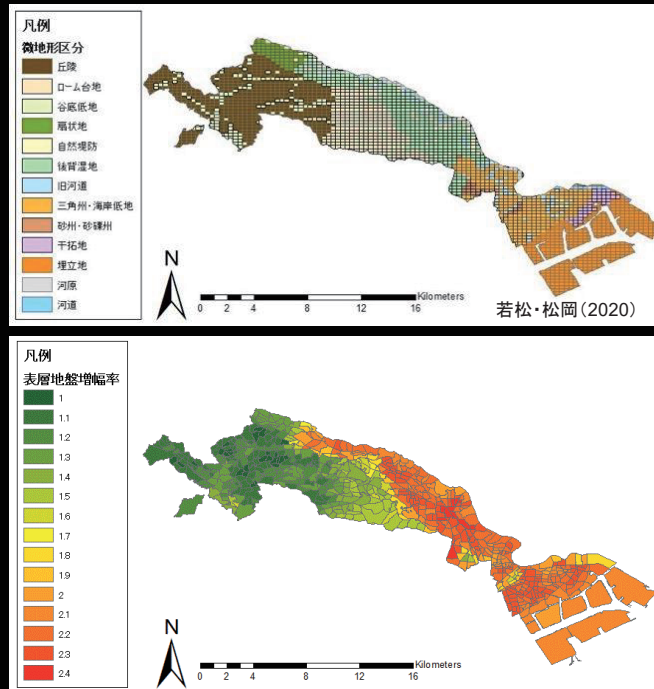 凡例
微地形区分
丘陵
ローム台地
谷底低地
扇状地
自然堤防
後背湿地
旧河道
三角州・海岸低地
砂州・砂礫州
干拓地
埋立地
河原
河道
N
Kilometers
0 2 4 8 12 16
若松・松岡(2020)
凡例
表層地盤増幅率
1
1.1
1.2
1.3
1.4
1.5
1.6
1.7
1.8
1.9
2
2.1
2.2
2.3
2.4
N
Kilometers
0 2 4 8 12 16